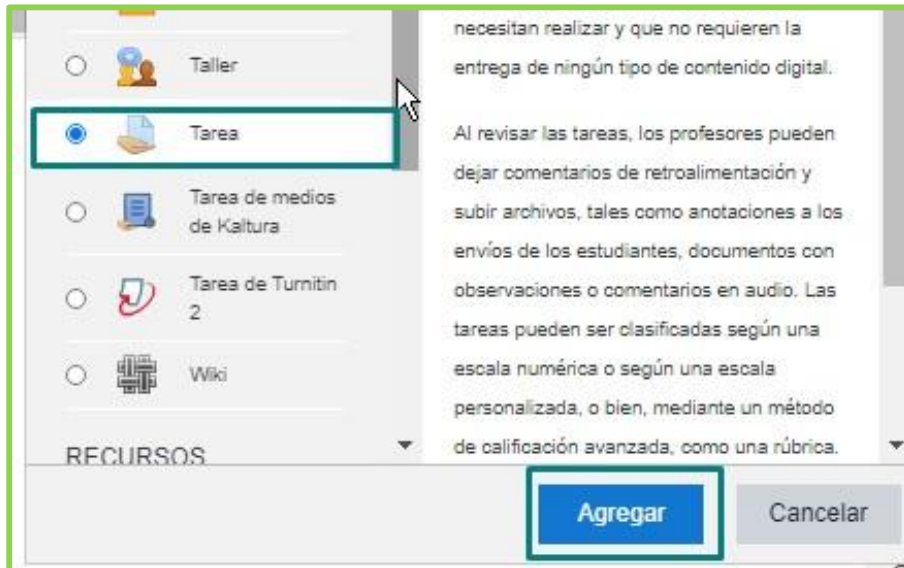 Taller
Tarea
Tarea de medios
de Kaltura
Tarea de Turnitin
2
Wiki
RECURSOS
necesitan realizar y que no requieren la
entrega de ningún tipo de contenido digital.
Al revisar las tareas, los profesores pueden
dejar comentarios de retroalimentación y
subir archivos, tales como anotaciones a los
envíos de los estudiantes, documentos con
observaciones o comentarios en audio. Las
tareas pueden ser clasificadas según una
escala numérica o según una escala
personalizada, o bien, mediante un método
de calificación avanzada, como una rúbrica.
Agregar
Cancelar